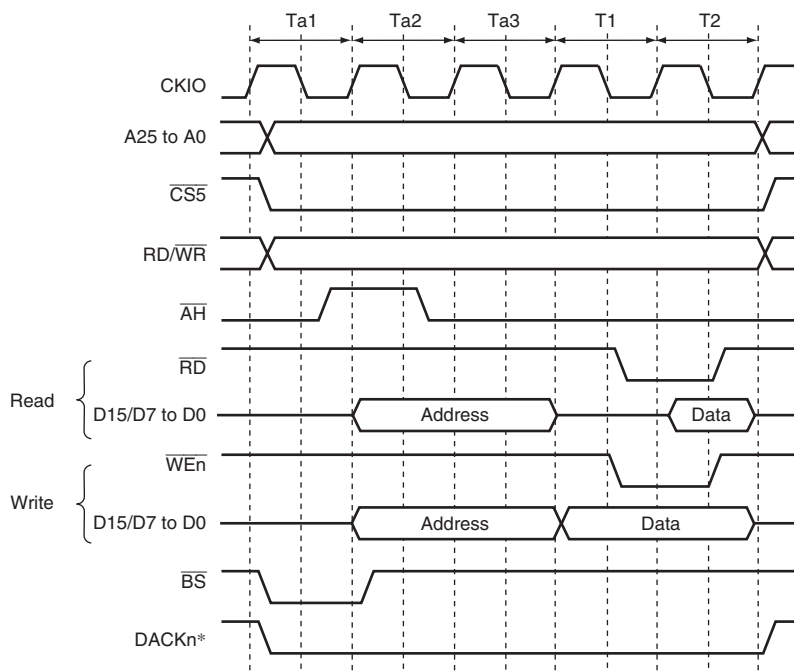 Ta1 Ta2 Ta3 T1 T2
CKIO
A25 to A0
CS5
RD/WR
AH
RD
Read
D15/D7 to D0 Address Data
WEn
Write
D15/D7 to D0 Address Data
BS
DACKn*